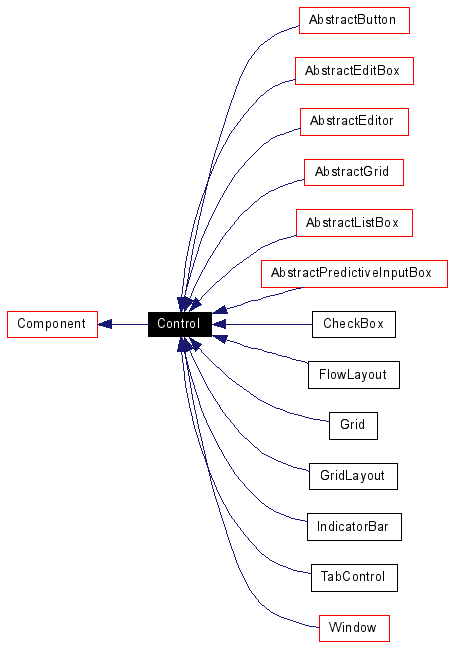 AbstractButton
AbstractEditBox
AbstractEditor
AbstractGrid
AbstractListBox
AbstractPredictiveInputBox
Component
Control
CheckBox
FlowLayout
Grid
GridLayout
IndicatorBar
TabControl
Window